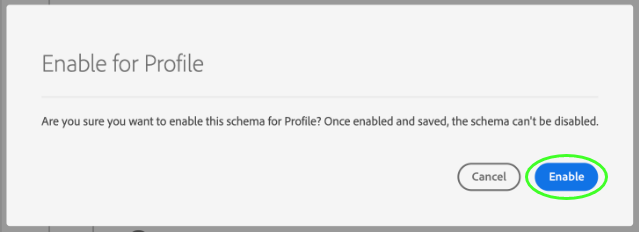 Enable for Profile
Are you sure you want to enable this schema for Profile? Once enabled and saved, the schema can't be disabled.
Cancel
Enable